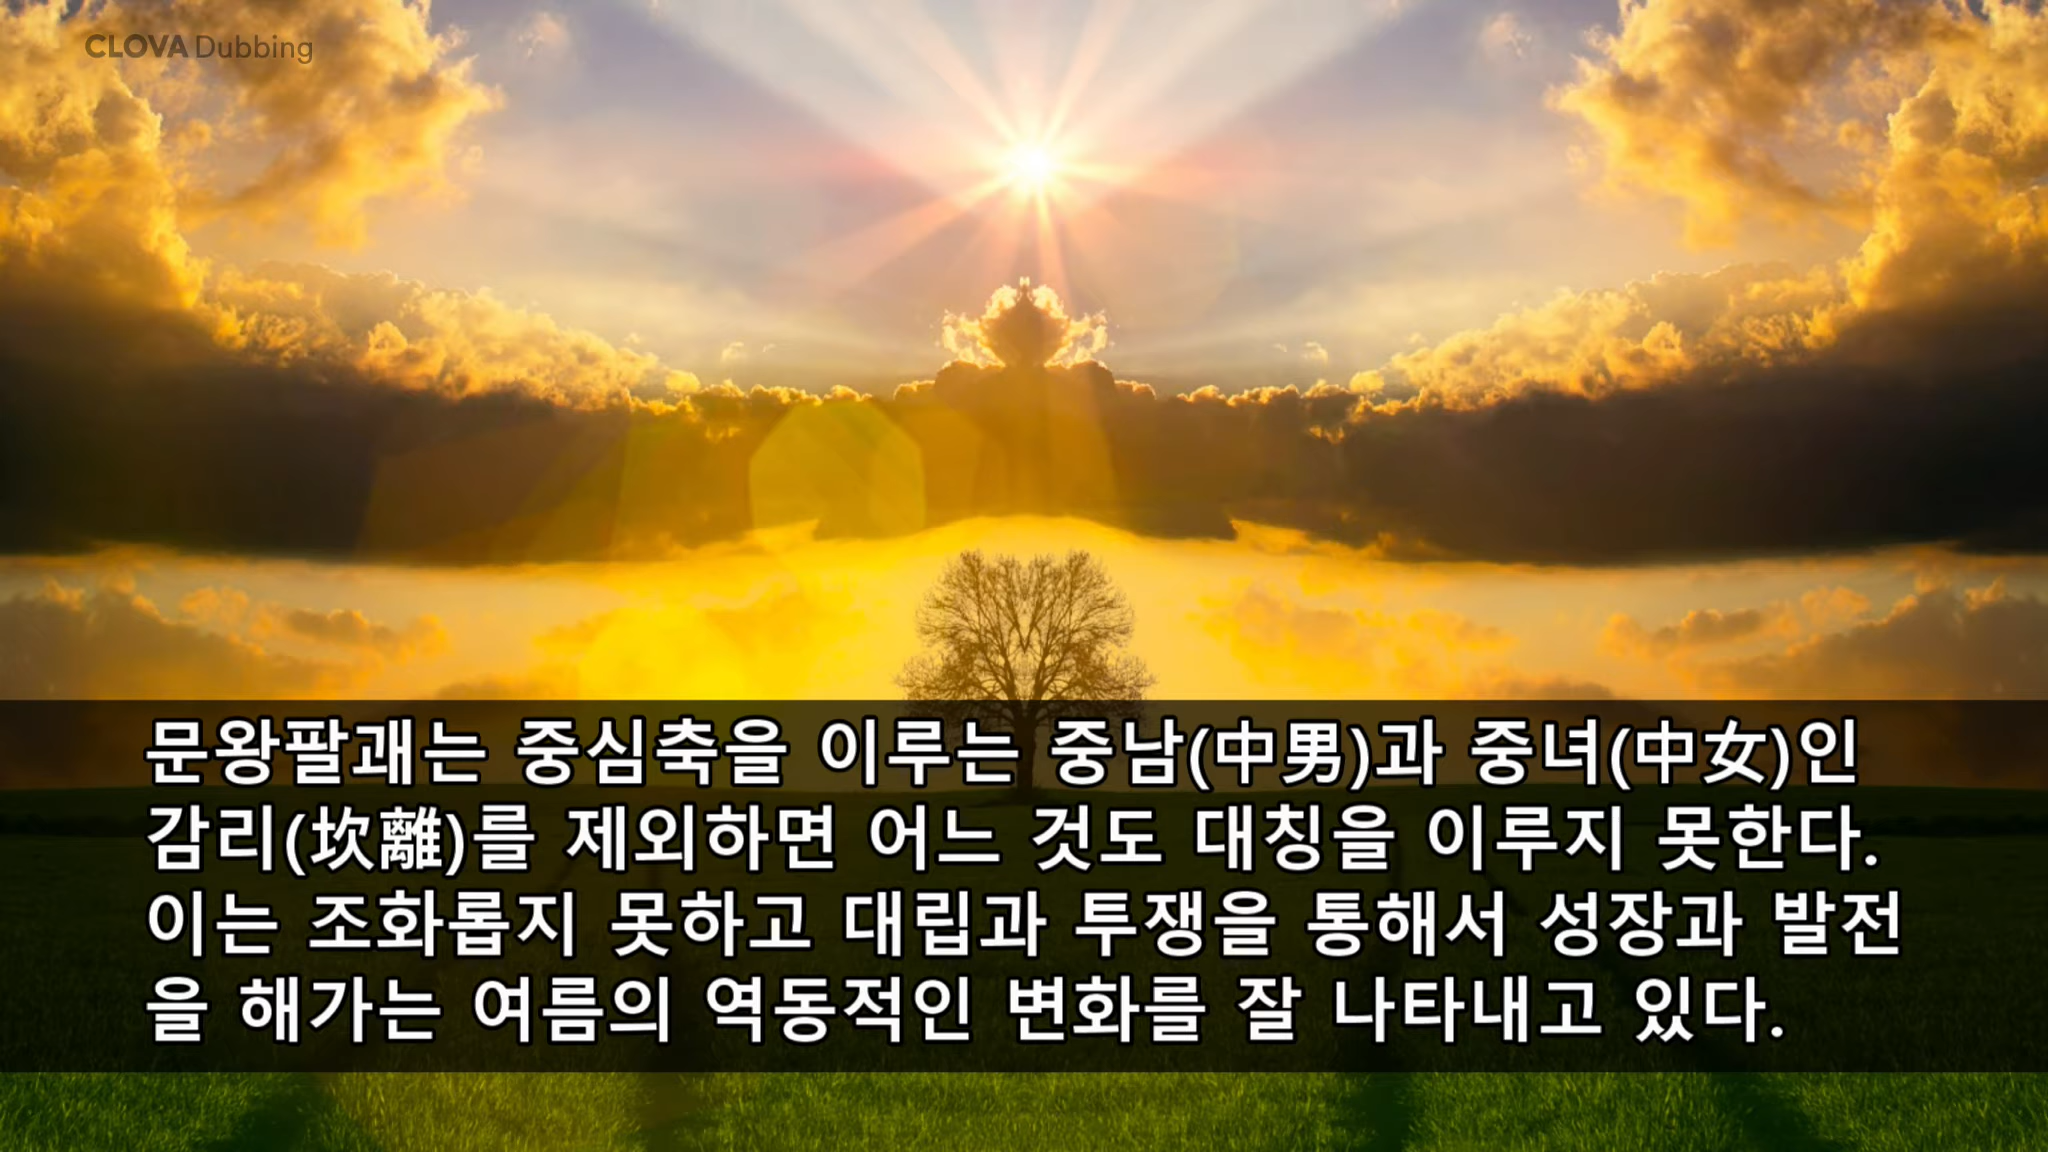 CLOVA Dubbing
문왕팔괘는 중심축을 이루는 중남(中男)과 중녀(中女)인
감리(坎離)를 제외하면 어느 것도 대칭을 이루지 못한다.
이는 조화롭지 못하고 대립과 투쟁을 통해서 성장과 발전
을 해가는 여름의 역동적인 변화를 잘 나타내고 있다.